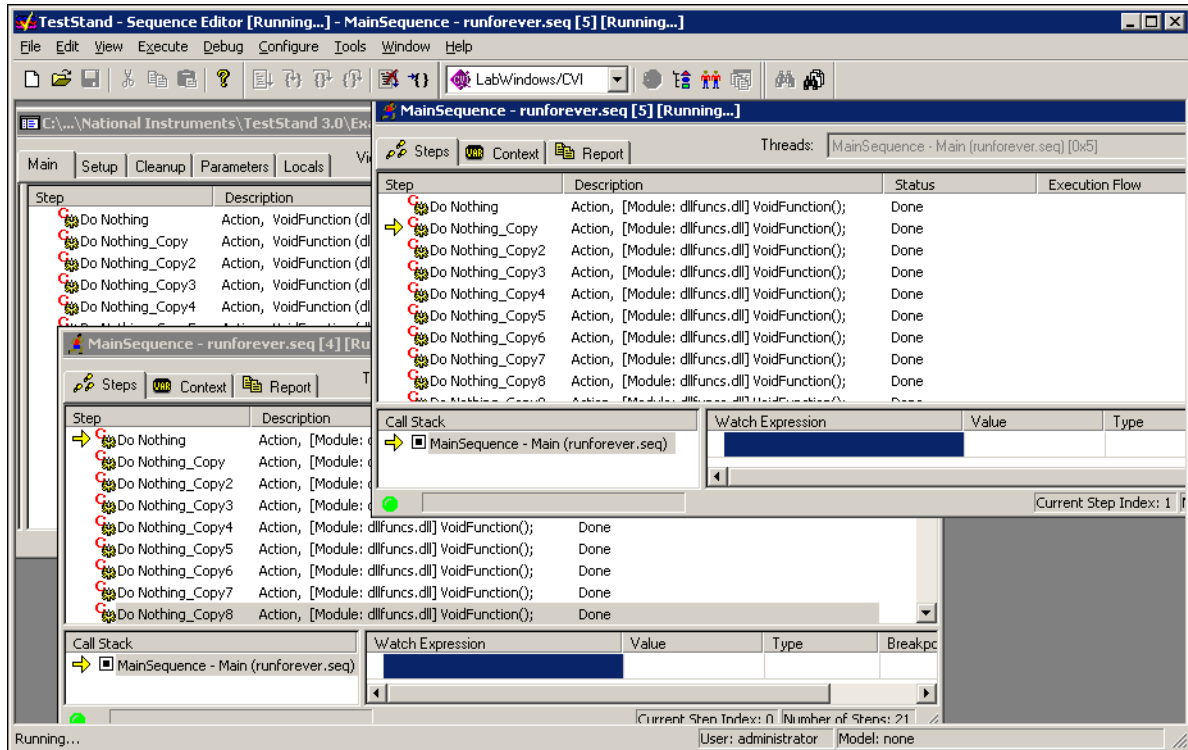 TestStand - Sequence Editor [Running...] - MainSequence - runforever.seq [5] [Running...]
File Edit View Execute Debug Configure Tools Window Help
LabWindows/CVI
C:\...\National Instruments\TestStand 3.0\Exa
Main Setup Cleanup Parameters Locals
Step Description
Do Nothing Action, VoidFunction (dl
Do Nothing_Copy Action, VoidFunction (dl
Do Nothing_Copy2 Action, VoidFunction (dl
Do Nothing_Copy3 Action, VoidFunction (dl
Do Nothing_Copy4 Action, VoidFunction (dl
MainSequence - runforever.seq [5] [Running...]
Steps Context Report Threads: MainSequence - Main (runforever.seq) [0x5]
Step Description Status Execution Flow
Do Nothing Action, [Module: dllfuncs.dll] VoidFunction(); Done
Do Nothing_Copy Action, [Module: dllfuncs.dll] VoidFunction(); Done
Do Nothing_Copy2 Action, [Module: dllfuncs.dll] VoidFunction(); Done
Do Nothing_Copy3 Action, [Module: dllfuncs.dll] VoidFunction(); Done
Do Nothing_Copy4 Action, [Module: dllfuncs.dll] VoidFunction(); Done
Do Nothing_Copy5 Action, [Module: dllfuncs.dll] VoidFunction(); Done
Do Nothing_Copy6 Action, [Module: dllfuncs.dll] VoidFunction(); Done
Do Nothing_Copy7 Action, [Module: dllfuncs.dll] VoidFunction(); Done
Do Nothing_Copy8 Action, [Module: dllfuncs.dll] VoidFunction(); Done
Call Stack Watch Expression Value Type
MainSequence - Main (runforever.seq)
Current Step Index: 1
MainSequence - runforever.seq [4] [Ru
Steps VAR Context Report T
Step Description
Do Nothing Action, [Module: d
Do Nothing_Copy Action, [Module: d
Do Nothing_Copy2 Action, [Module: d
Do Nothing_Copy3 Action, [Module: d
Do Nothing_Copy4 Action, [Module: dllfuncs.dll] VoidFunction(); Done
Do Nothing_Copy5 Action, [Module: dllfuncs.dll] VoidFunction(); Done
Do Nothing_Copy6 Action, [Module: dllfuncs.dll] VoidFunction(); Done
Do Nothing_Copy7 Action, [Module: dllfuncs.dll] VoidFunction(); Done
Do Nothing_Copy8 Action, [Module: dllfuncs.dll] VoidFunction(); Done
Call Stack Watch Expression Value Type Breakpc
MainSequence - Main (runforever.seq)
Current Step Index: 0 Number of Steps: 21
Running... User: administrator Model: none